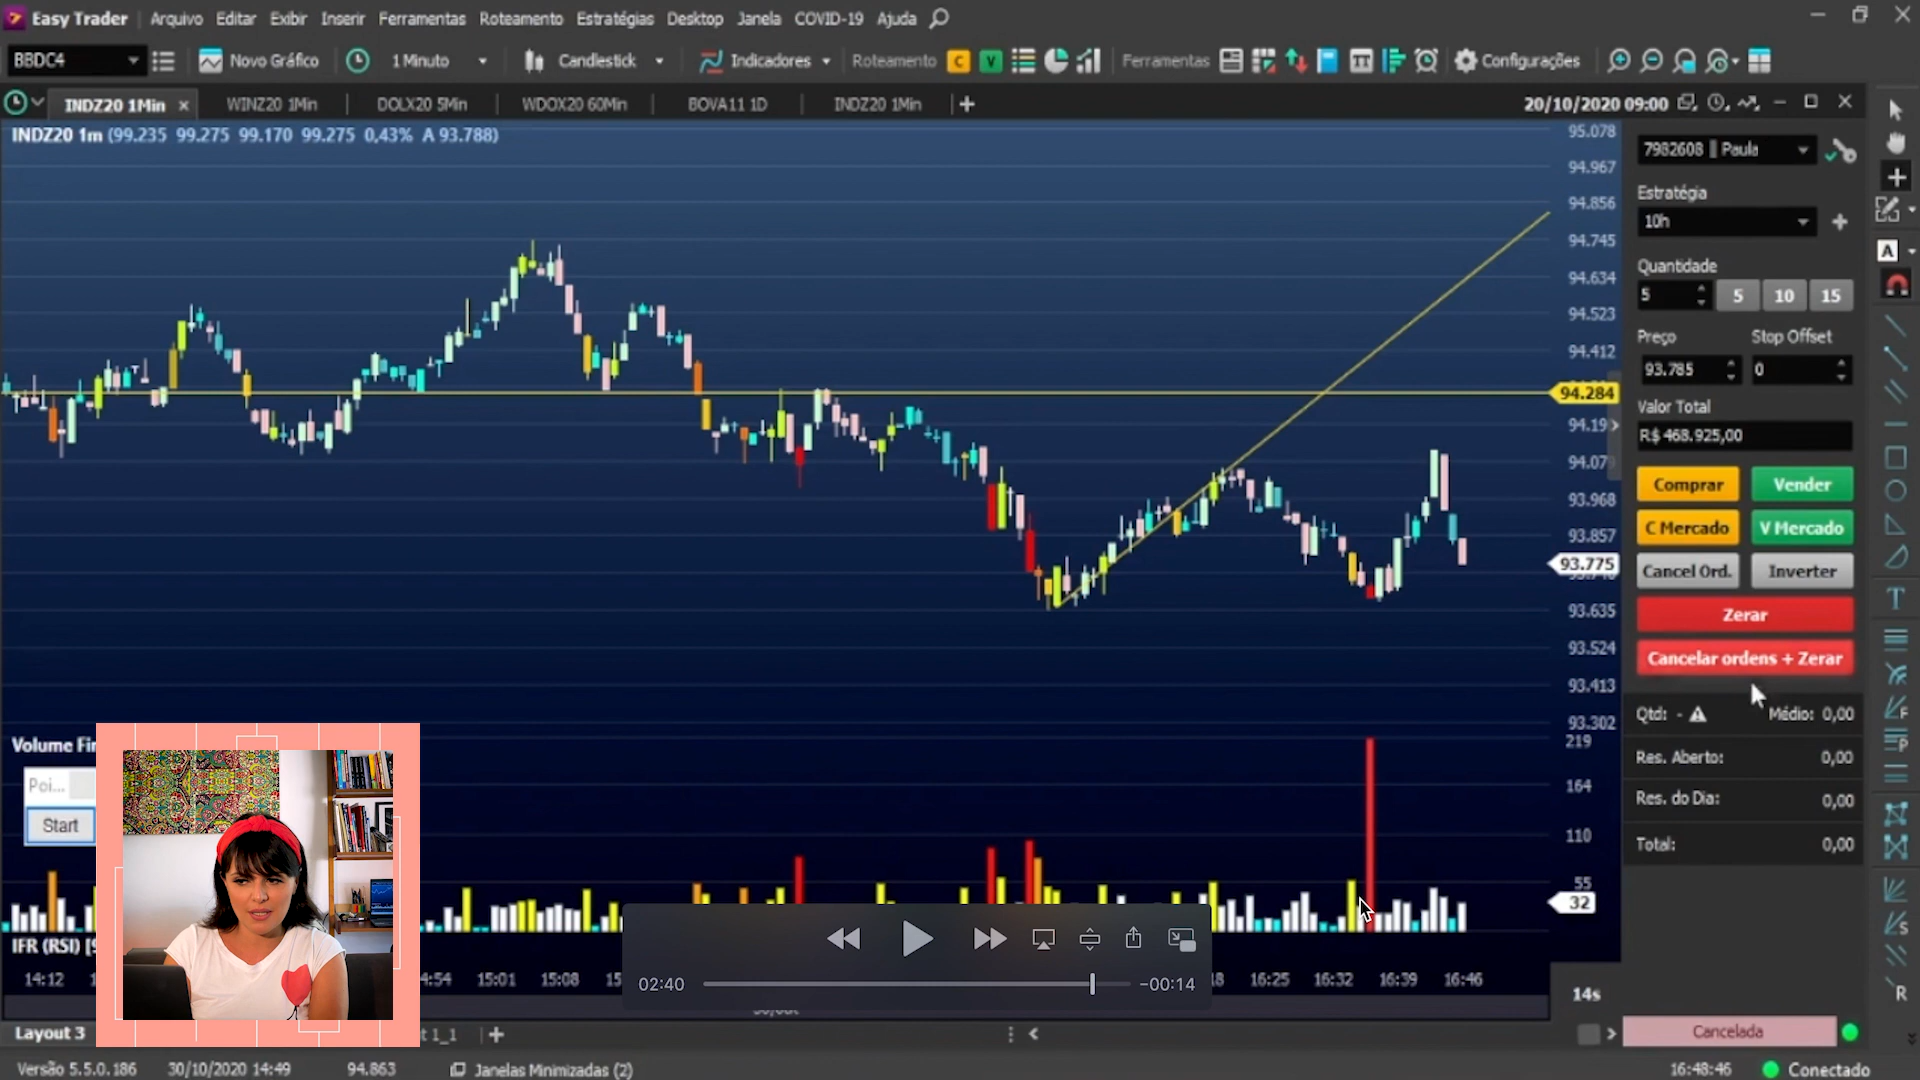 Easy Trader Arquivo Editar Exibir Inserir Ferramentas Roteamento Estratégias Desktop Janela COVID-19 Ajuda
BBDC4 Novo Gráfico 1 Minuto Candlestick Indicadores Roteamento C V Ferramentas TT Configurações
INDZ20 1Min × WINZ20 1Min DOLX20 5Min WDOX20 60Min BOVA11 1D INDZ20 1Min + 20/10/2020 09:00
INDZ20 1m (99.235 99.275 99.170 99.275 0,43% A 93.788)
95.078
94.967
94.856
94.745
94.634
94.523
94.412
94.284
94.19
94.07
93.968
93.857
93.775
93.635
93.524
93.413
93.302
7982608 || Paula
Estratégia
10h
Quantidade
5 5 10 15
Preço Stop Offset
93.785 0
Valor Total
R$ 468.925,00
Comprar Vender
C Mercado V Mercado
Cancel Ord. Inverter
Zerar
Cancelar ordens + Zerar
Qtd: - Médio: 0,00
Res. Aberto: 0,00
Res. do Dia: 0,00
Total: 0,00
A
T
F
P
S
R
Volume Fi
219
164
110
55
32
Poi...
Start
IFR (RSI) [
14:12 4:54 15:01 15:08 16:25 16:32 16:39 16:46
02:40 −00:14
14s
Layout 3 1_1 +
Cancelada
Versão 5.5.0.186 30/10/2020 14:49 94.863 Janelas Minimizadas (2) 16:48:46 Conectado